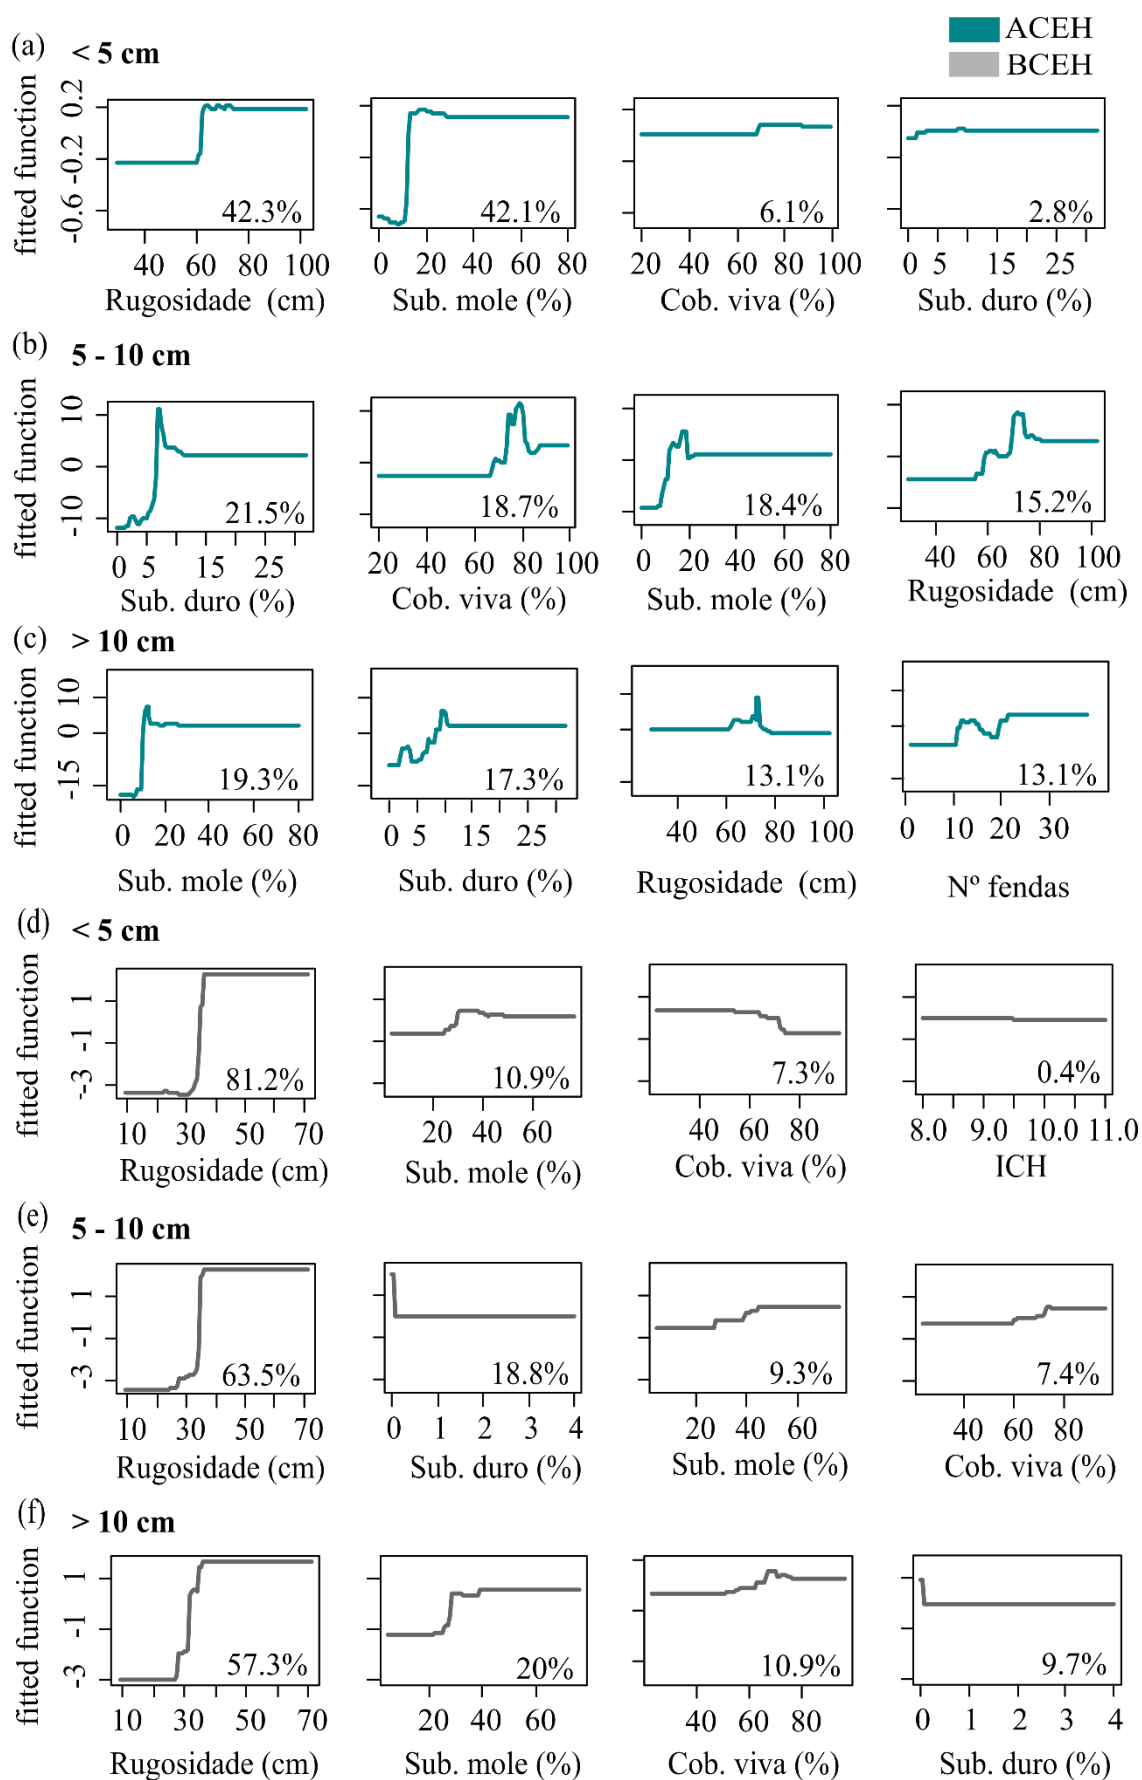 ACEH
BCEH
(a) < 5 cm
fitted function
0.2
-0.2
-0.6
42.3%
42.1%
6.1%
2.8%
40 60 80 100
0 20 40 60 80
20 40 60 80 100
0 5 15 25
Rugosidade (cm)
Sub. mole (%)
Cob. viva (%)
Sub. duro (%)
(b) 5 - 10 cm
fitted function
10
0
-10
21.5%
18.7%
18.4%
15.2%
0 5 15 25
20 40 60 80 100
0 20 40 60 80
40 60 80 100
Sub. duro (%)
Cob. viva (%)
Sub. mole (%)
Rugosidade (cm)
(c) > 10 cm
fitted function
10
0
-15
19.3%
17.3%
13.1%
13.1%
0 20 40 60 80
0 5 15 25
40 60 80 100
0 10 20 30
Sub. mole (%)
Sub. duro (%)
Rugosidade (cm)
Nº fendas
(d) < 5 cm
fitted function
1
-1
-3
81.2%
10.9%
7.3%
0.4%
10 30 50 70
20 40 60
40 60 80
8.0 9.0 10.0 11.0
Rugosidade (cm)
Sub. mole (%)
Cob. viva (%)
ICH
(e) 5 - 10 cm
fitted function
1
-1
-3
63.5%
18.8%
9.3%
7.4%
10 30 50 70
0 1 2 3 4
20 40 60
40 60 80
Rugosidade (cm)
Sub. duro (%)
Sub. mole (%)
Cob. viva (%)
(f) > 10 cm
fitted function
1
-1
-3
57.3%
20%
10.9%
9.7%
10 30 50 70
20 40 60
40 60 80
0 1 2 3 4
Rugosidade (cm)
Sub. mole (%)
Cob. viva (%)
Sub. duro (%)